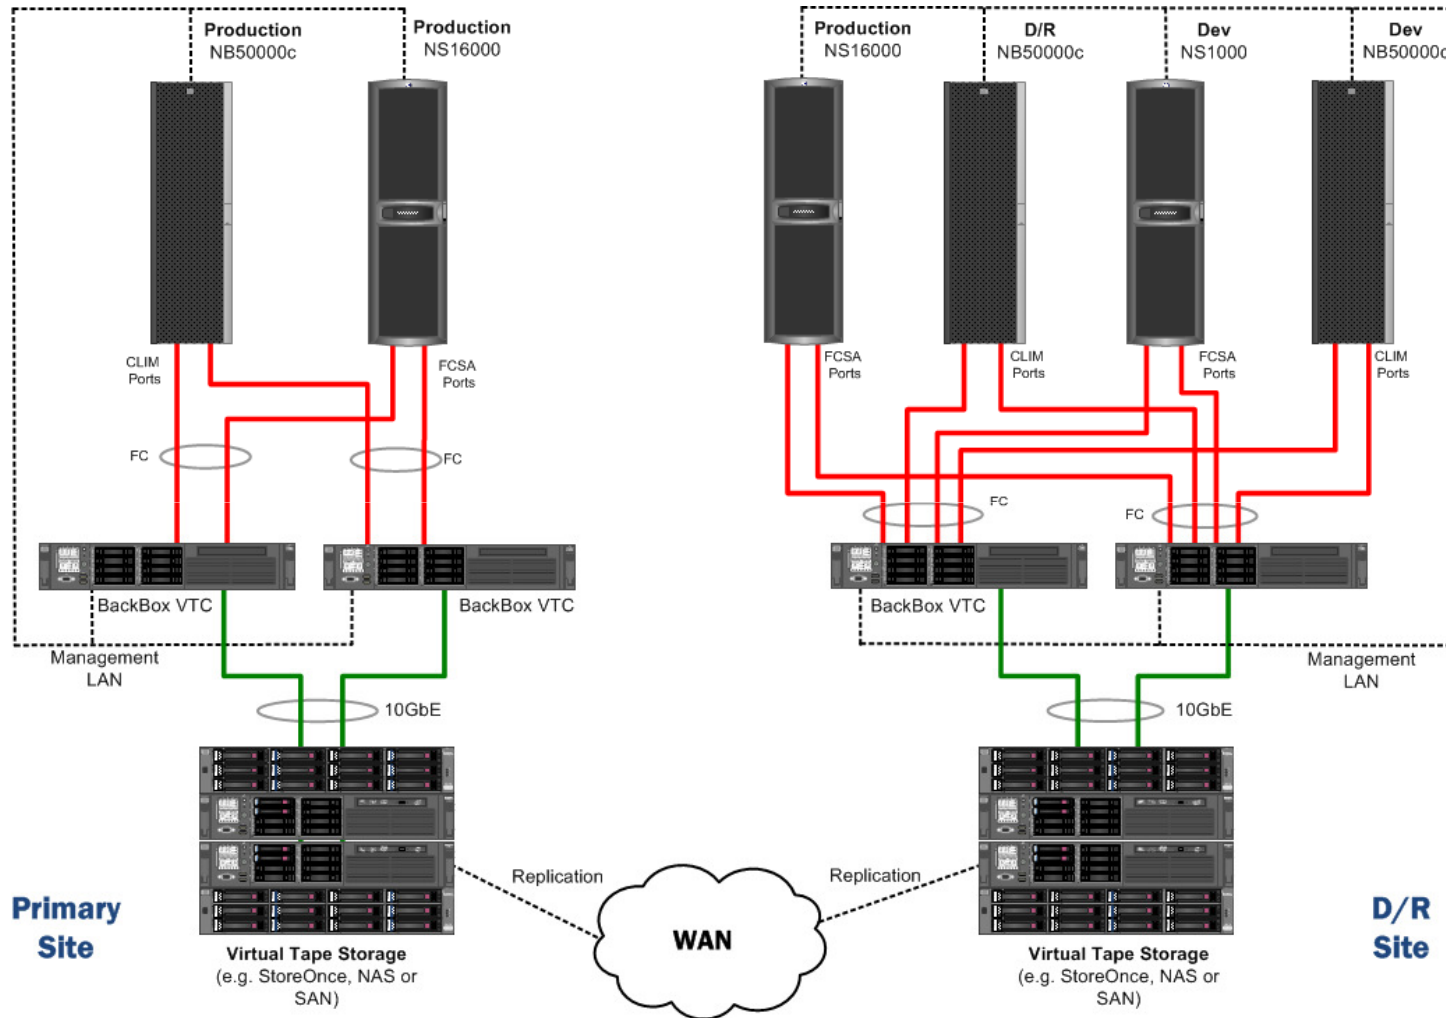 Production
NB50000c
Production
NS16000
Production
NS16000
D/R
NB50000c
Dev
NS1000
Dev
NB50000c
CLIM
Ports
FCSA
Ports
FCSA
Ports
CLIM
Ports
FCSA
Ports
CLIM
Ports
FC
FC
FC
FC
BackBox VTC
BackBox VTC
BackBox VTC
Management
LAN
Management
LAN
10GbE
10GbE
Replication
Replication
WAN
Primary
Site
D/R
Site
Virtual Tape Storage
(e.g. StoreOnce, NAS or
SAN)
Virtual Tape Storage
(e.g. StoreOnce, NAS or
SAN)